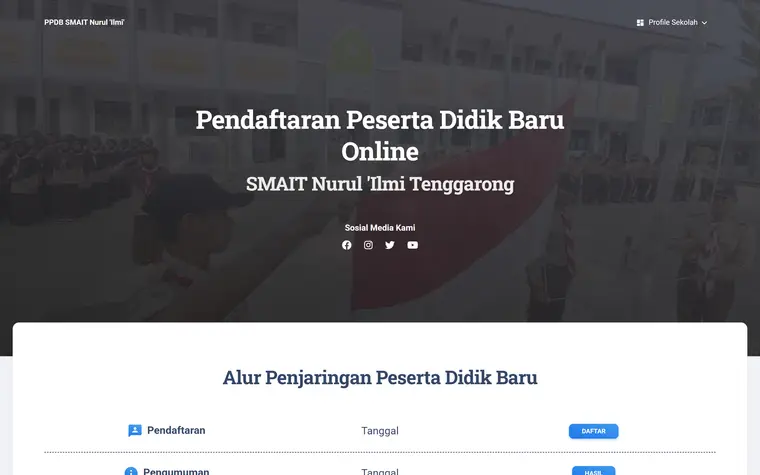 PPDB SMAIT Nurul 'Ilmi'
Profile Sekolah
Pendaftaran Peserta Didik Baru
Online
SMAIT Nurul 'Ilmi Tenggarong
Sosial Media Kami
Alur Penjaringan Peserta Didik Baru
Pendaftaran Tanggal DAFTAR
Pengumuman Tanggal HASIL